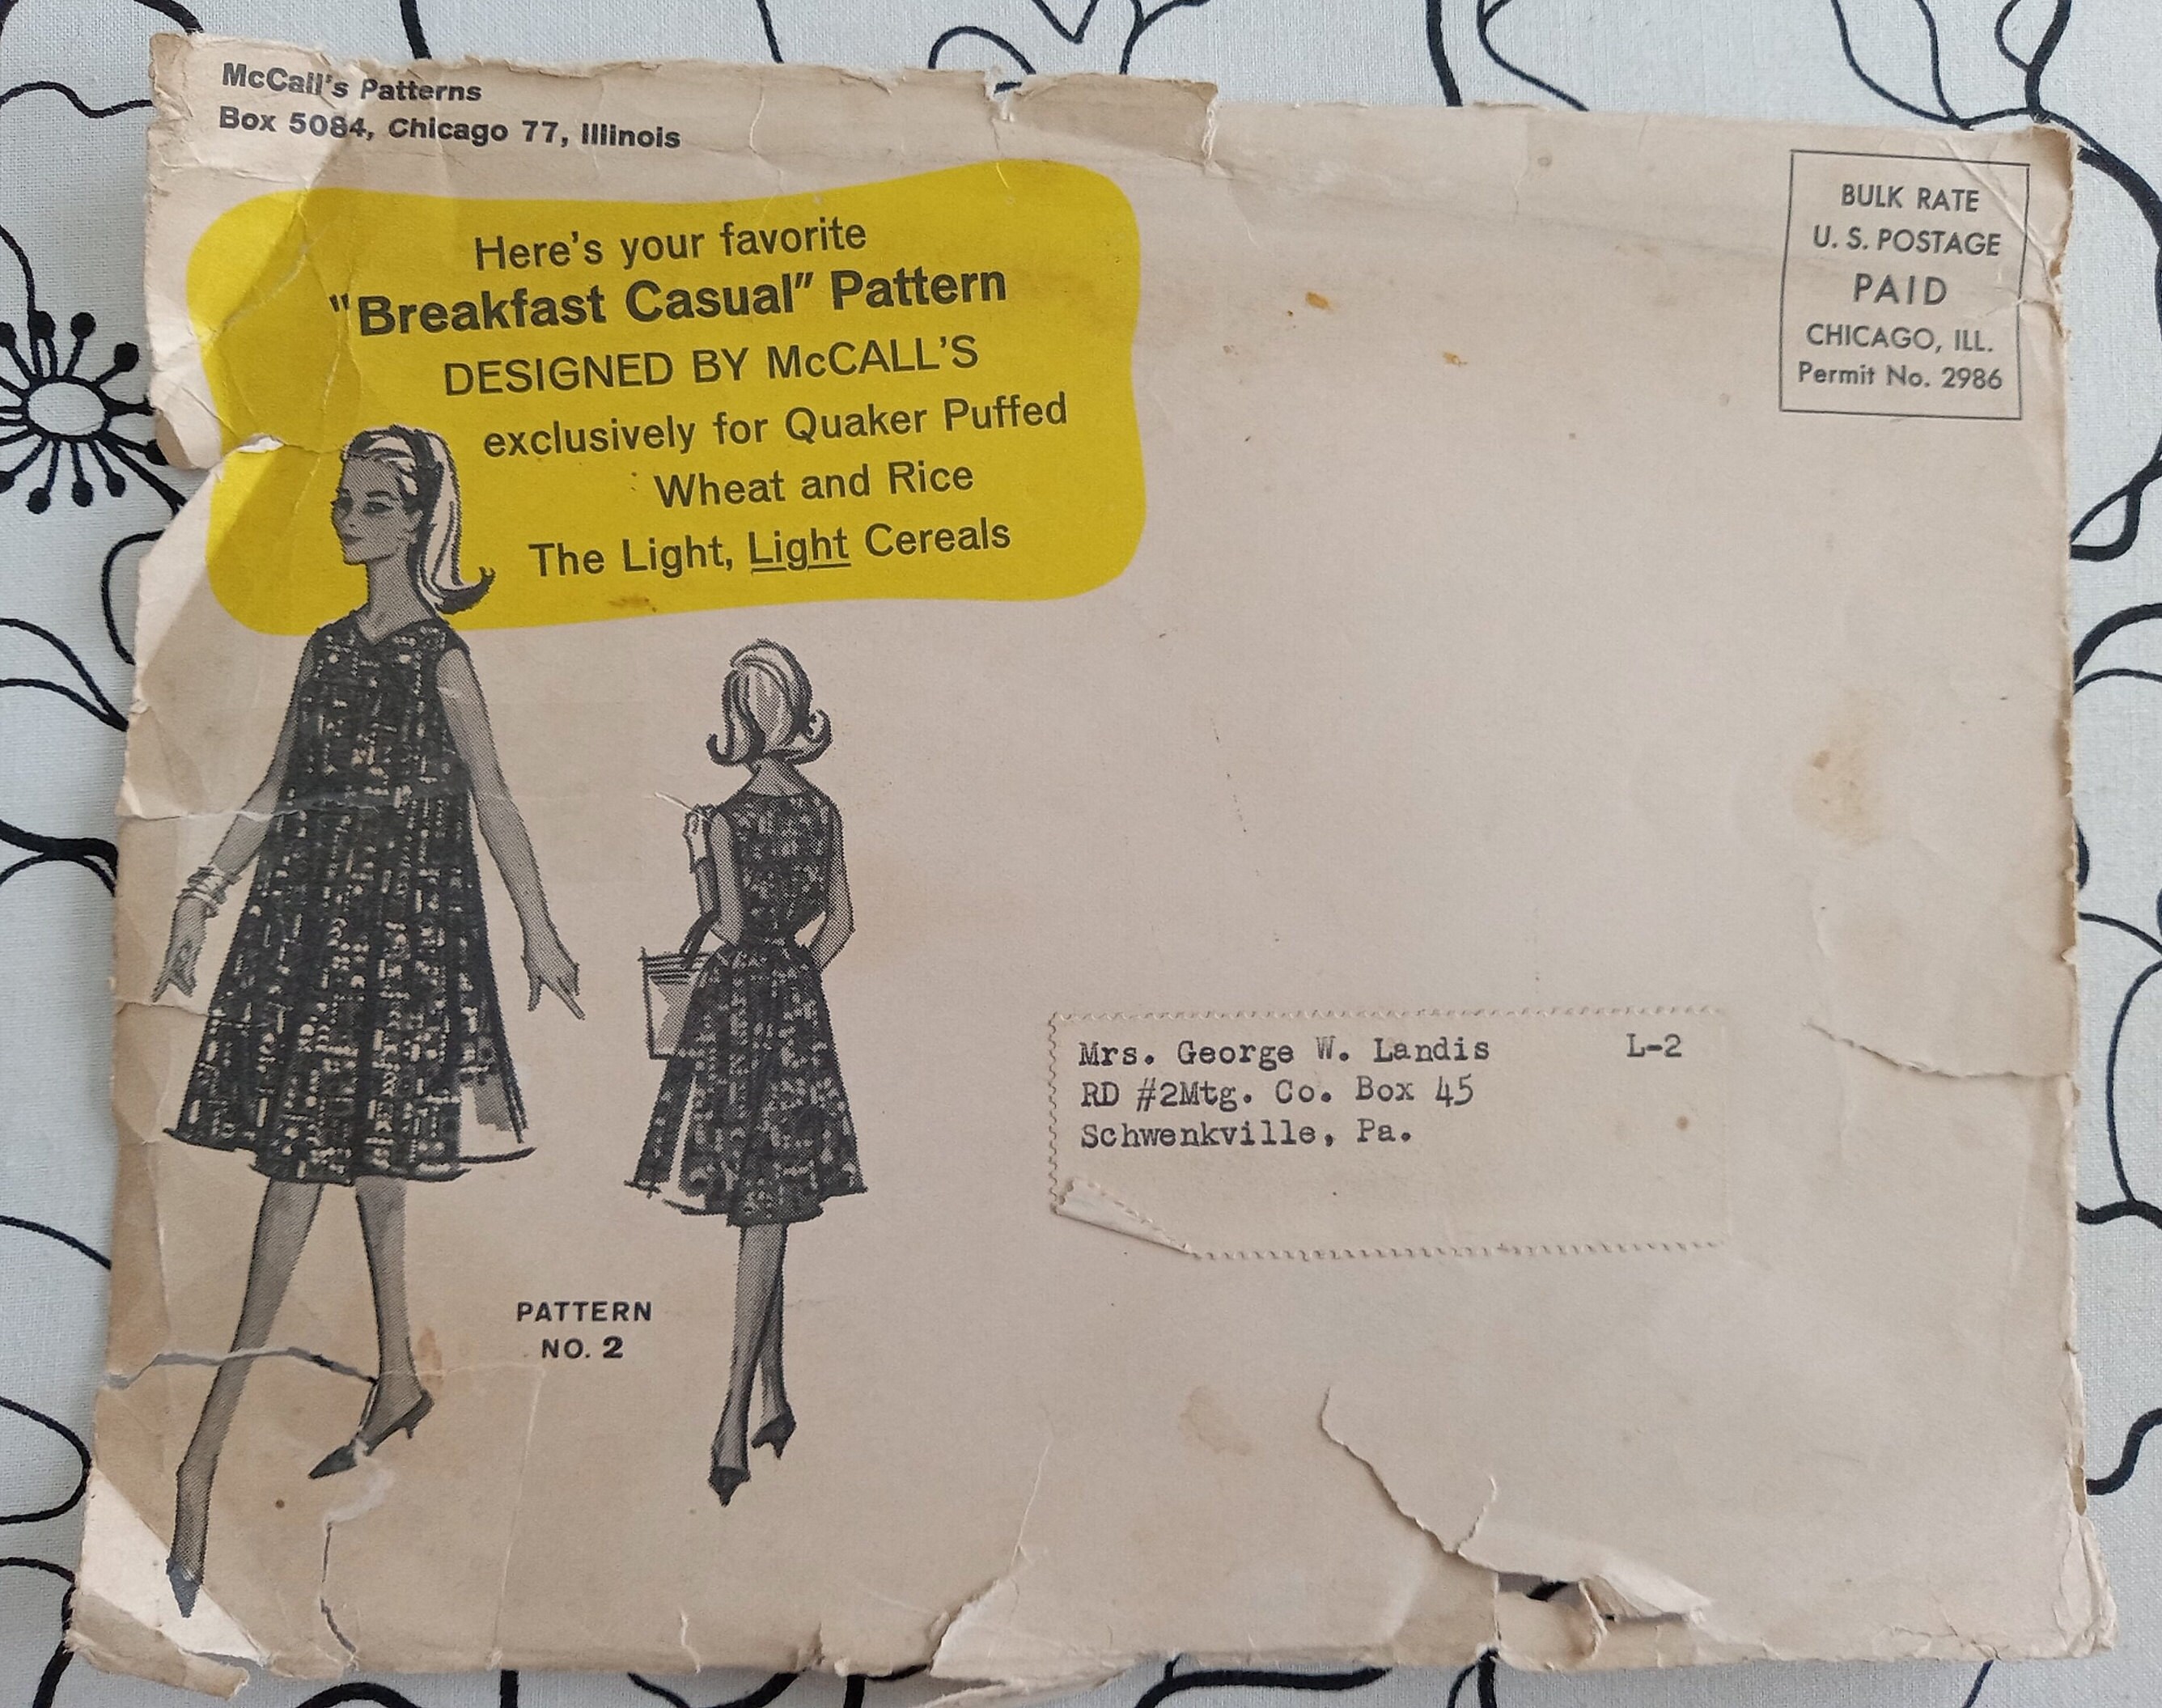 McCall's Patterns
Box 5084, Chicago 77, Illinois
Here's your favorite
"Breakfast Casual" Pattern
DESIGNED BY McCALL'S
exclusively for Quaker Puffed
Wheat and Rice
The Light, Light Cereals
BULK RATE
U. S. POSTAGE
PAID
CHICAGO, ILL.
Permit No. 2986
Mrs. George W. Landis L-2
RD #2Mtg. Co. Box 45
Schwenkville, Pa.
PATTERN
NO. 2